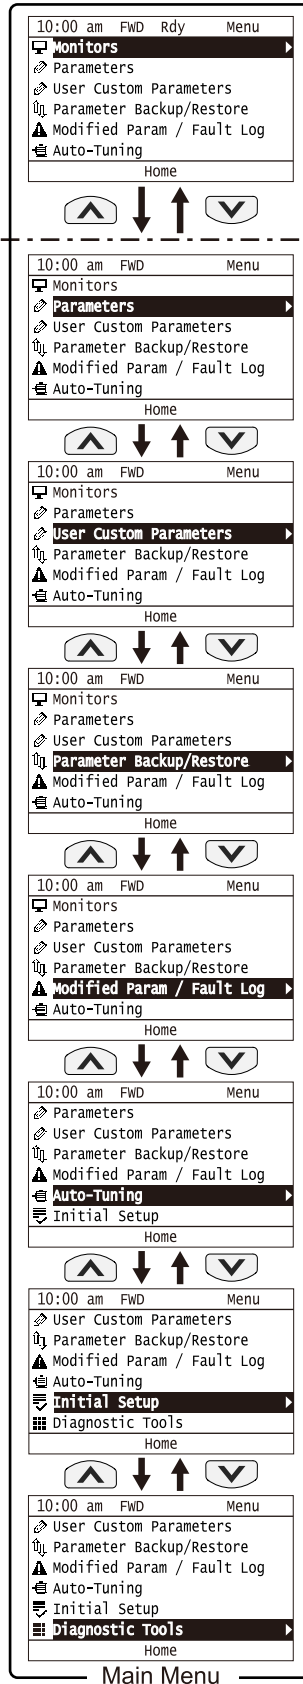 10:00 am FWD Rdy Menu
Monitors
Parameters
User Custom Parameters
Parameter Backup/Restore
Modified Param / Fault Log
Auto-Tuning
Home
10:00 am FWD Menu
Monitors
Parameters
User Custom Parameters
Parameter Backup/Restore
Modified Param / Fault Log
Auto-Tuning
Home
10:00 am FWD Menu
Monitors
Parameters
User Custom Parameters
Parameter Backup/Restore
Modified Param / Fault Log
Auto-Tuning
Home
10:00 am FWD Menu
Monitors
Parameters
User Custom Parameters
Parameter Backup/Restore
Modified Param / Fault Log
Auto-Tuning
Home
10:00 am FWD Menu
Monitors
Parameters
User Custom Parameters
Parameter Backup/Restore
Modified Param / Fault Log
Auto-Tuning
Home
10:00 am FWD Menu
Parameters
User Custom Parameters
Parameter Backup/Restore
Modified Param / Fault Log
Auto-Tuning
Initial Setup
Home
10:00 am FWD Menu
User Custom Parameters
Parameter Backup/Restore
Modified Param / Fault Log
Auto-Tuning
Initial Setup
Diagnostic Tools
Home
10:00 am FWD Menu
User Custom Parameters
Parameter Backup/Restore
Modified Param / Fault Log
Auto-Tuning
Initial Setup
Diagnostic Tools
Home
Main Menu